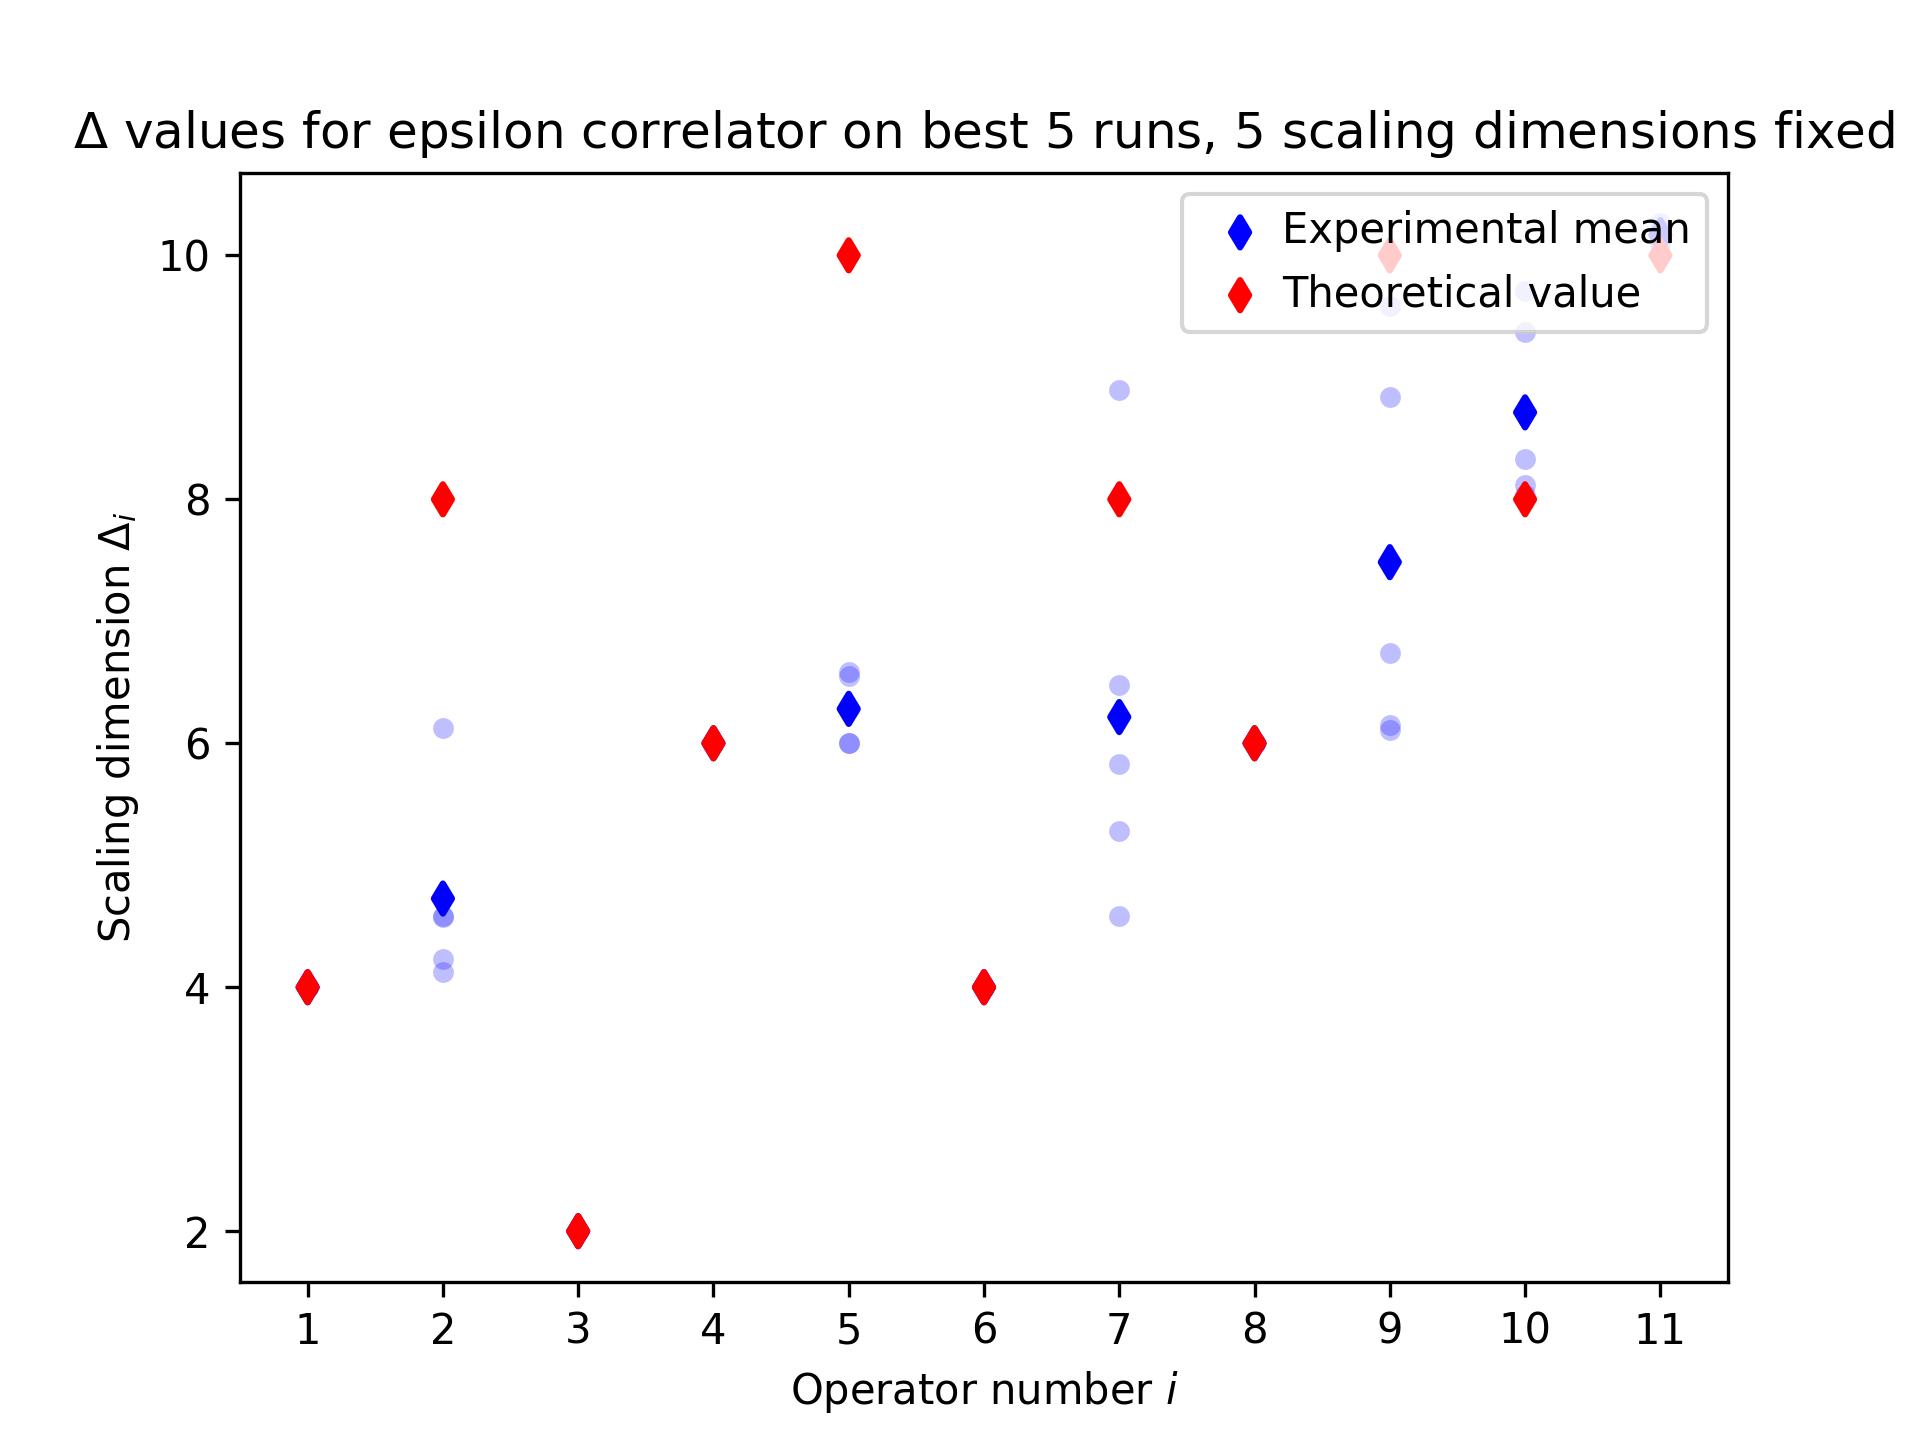 Δ values for epsilon correlator on best 5 runs, 5 scaling dimensions fixed
Experimental mean
Theoretical value
10
8
6
4
2
Scaling dimension Δᵢ
1 2 3 4 5 6 7 8 9 10 11
Operator number i